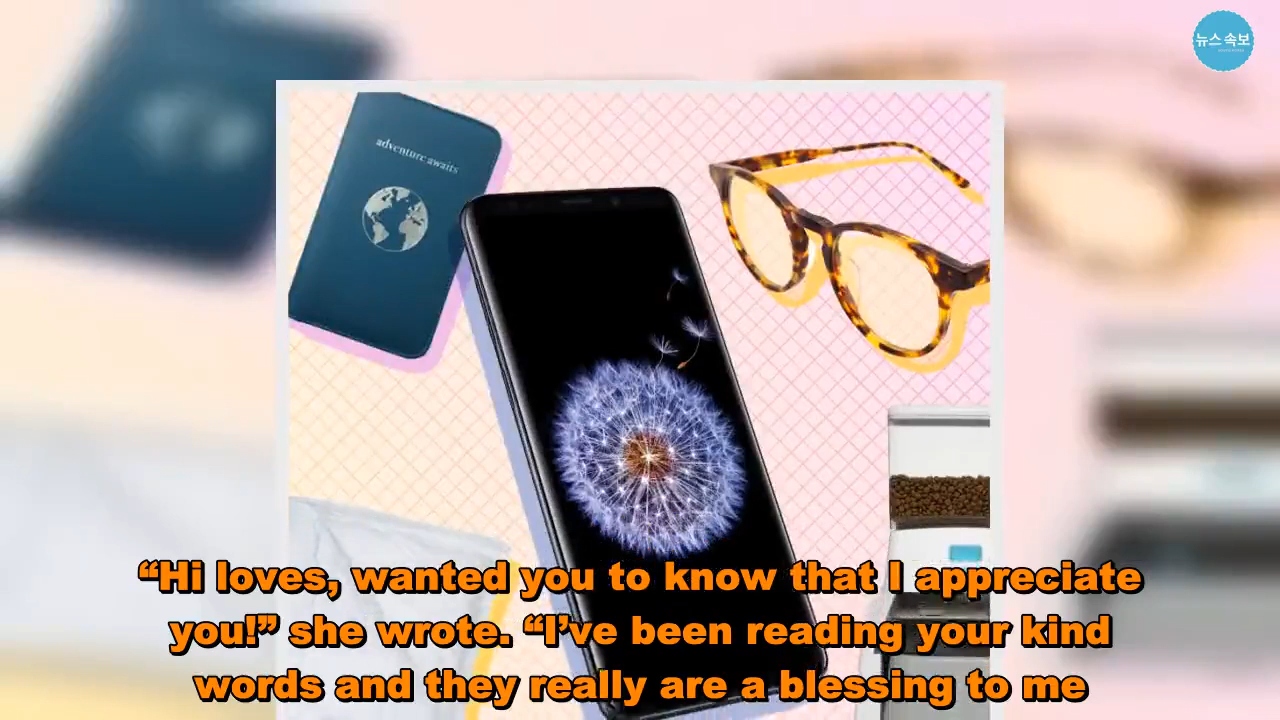 뉴스 속보
adventure awaits
“Hi loves, wanted you to know that I appreciate
you!” she wrote. “I’ve been reading your kind
words and they really are a blessing to me